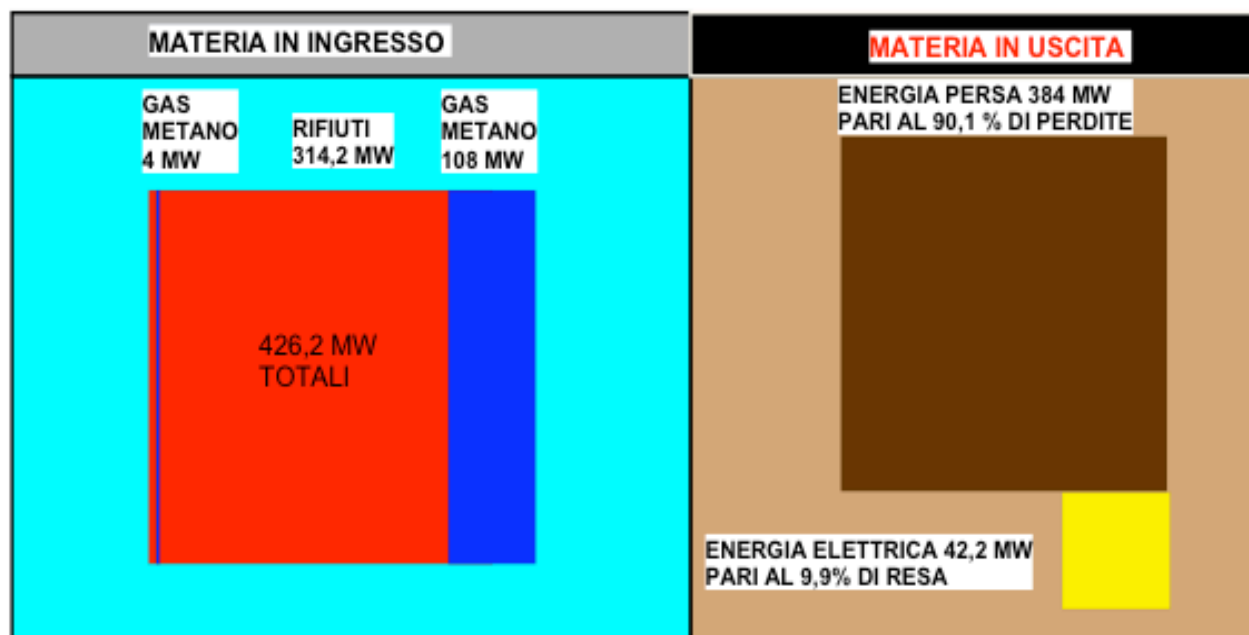 MATERIA IN INGRESSO
MATERIA IN USCITA
GAS
METANO
4 MW
RIFIUTI
314,2 MW
GAS
METANO
108 MW
426,2 MW
TOTALI
ENERGIA PERSA 384 MW
PARI AL 90,1 % DI PERDITE
ENERGIA ELETTRICA 42,2 MW
PARI AL 9,9% DI RESA